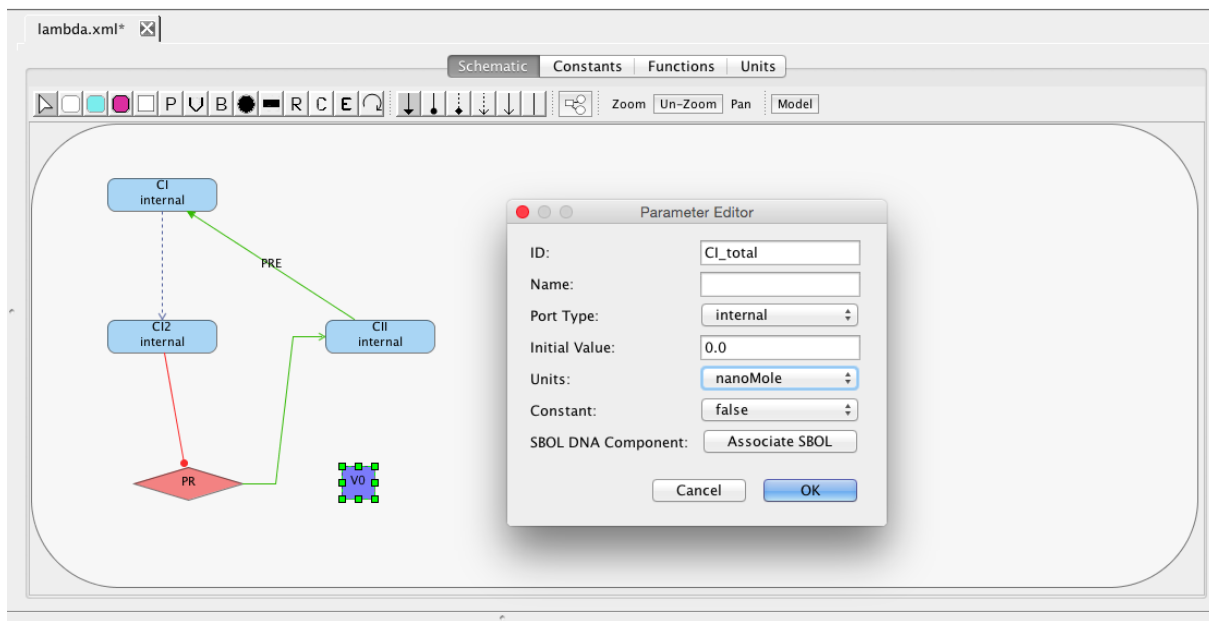 lambda.xml*
Schematic Constants Functions Units
P V B R C E Zoom Un-Zoom Pan Model
CI
internal
PRE
CI2
internal
CII
internal
PR
V0
Parameter Editor
ID: CI_total
Name:
Port Type: internal
Initial Value: 0.0
Units: nanoMole
Constant: false
SBOL DNA Component: Associate SBOL
Cancel OK